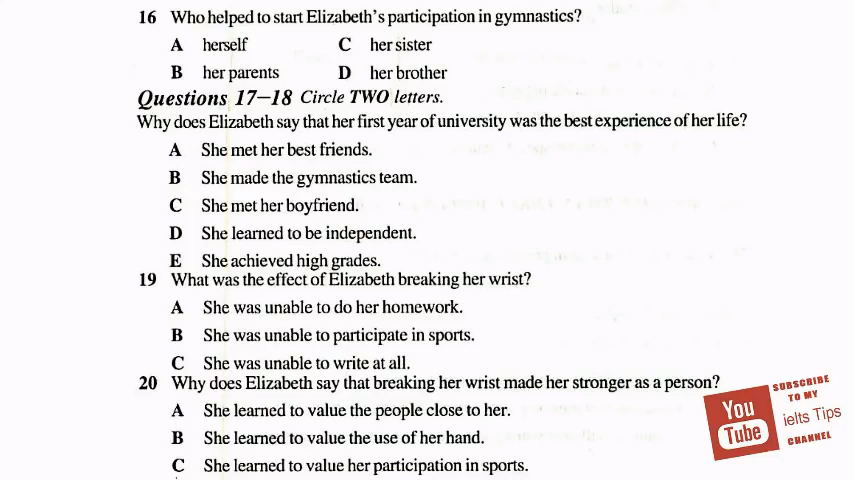 16 Who helped to start Elizabeth's participation in gymnastics?
A herself C her sister
B her parents D her brother
Questions 17–18 Circle TWO letters.
Why does Elizabeth say that her first year of university was the best experience of her life?
A She met her best friends.
B She made the gymnastics team.
C She met her boyfriend.
D She learned to be independent.
E She achieved high grades.
19 What was the effect of Elizabeth breaking her wrist?
A She was unable to do her homework.
B She was unable to participate in sports.
C She was unable to write at all.
20 Why does Elizabeth say that breaking her wrist made her stronger as a person?
A She learned to value the people close to her.
B She learned to value the use of her hand.
C She learned to value her participation in sports.
You
Tube
SUBSCRIBE
TO MY
ielts Tips
CHANNEL